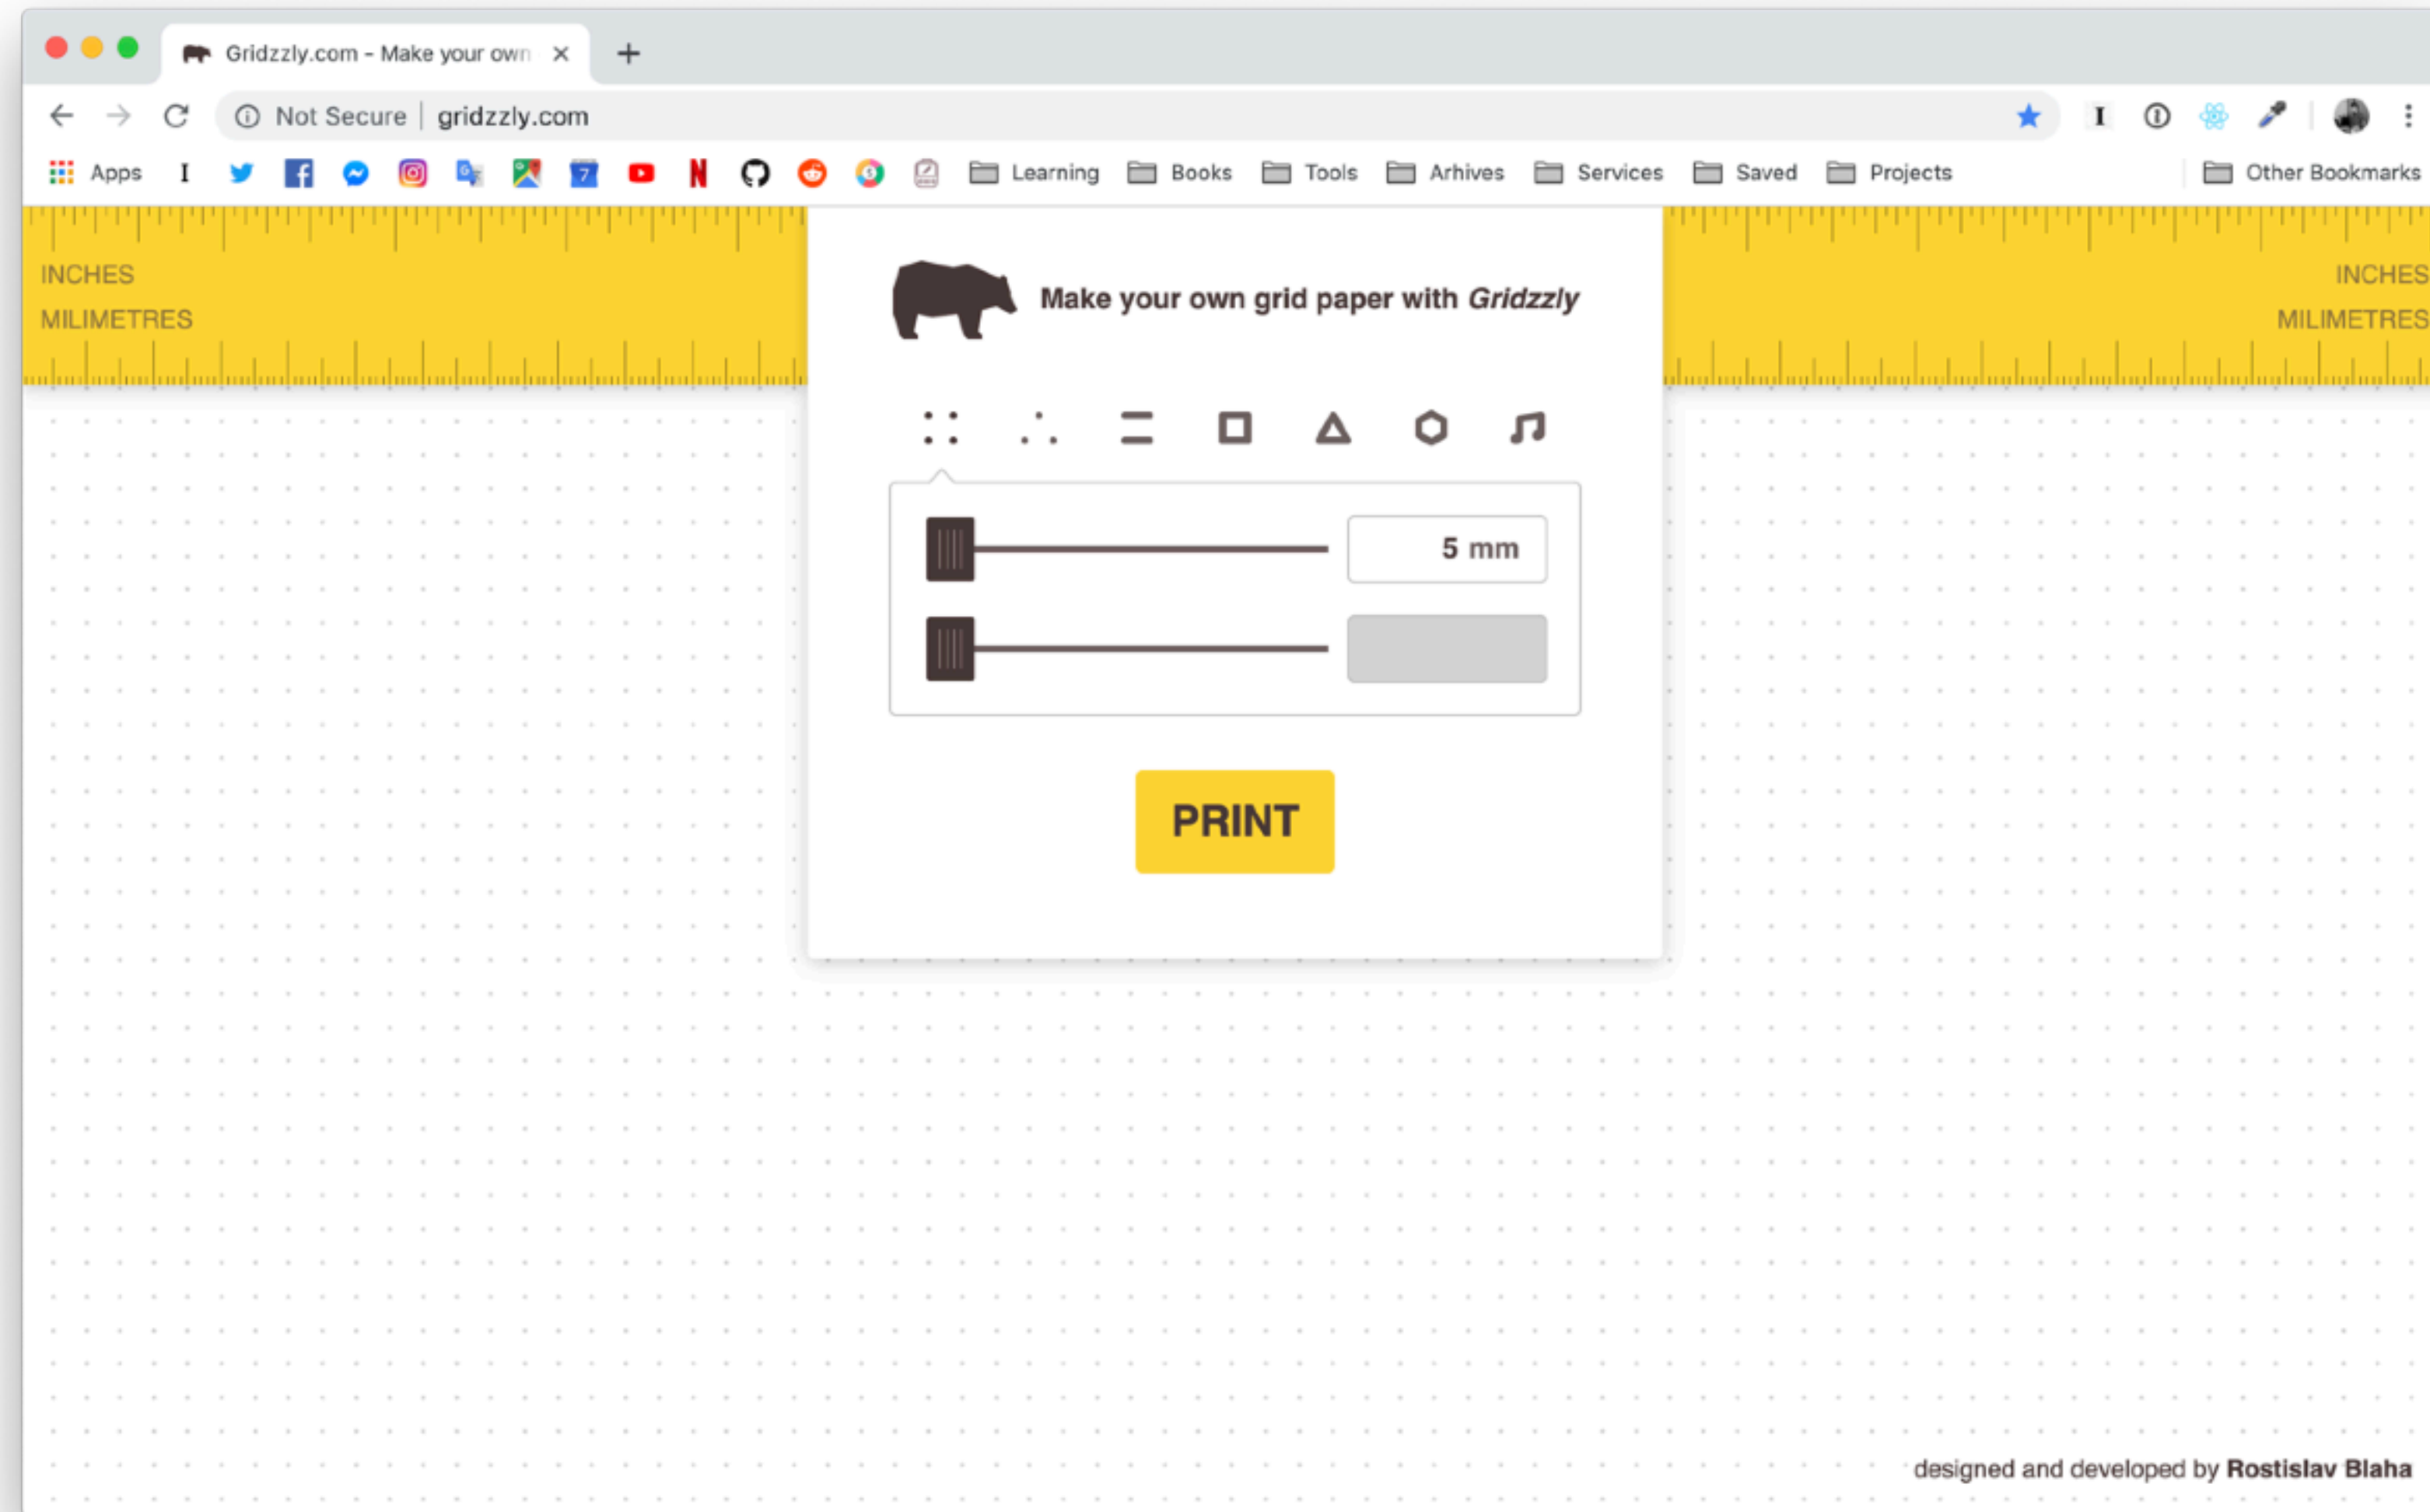 Gridzzly.com - Make your own
Not Secure | gridzzly.com
Apps Learning Books Tools Arhives Services Saved Projects Other Bookmarks
INCHES
MILIMETRES
Make your own grid paper with Gridzzly
INCHES
MILIMETRES
5 mm
PRINT
designed and developed by Rostislav Blaha